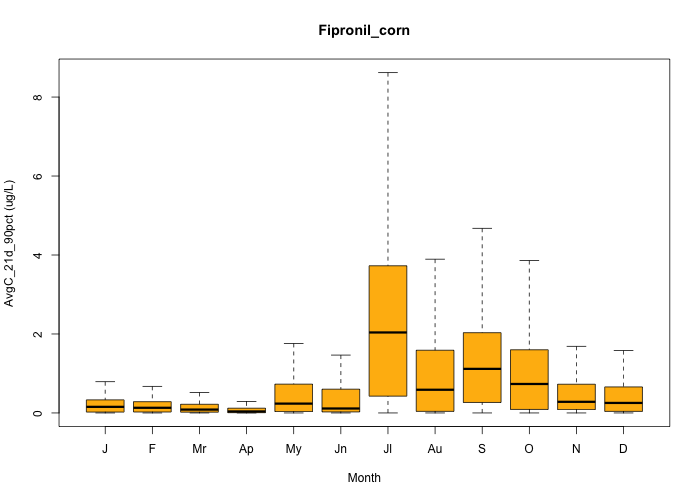 Fipronil_corn
AvgC_21d_90pct (ug/L)
8
6
4
2
0
J F Mr Ap My Jn Jl Au S O N D
Month